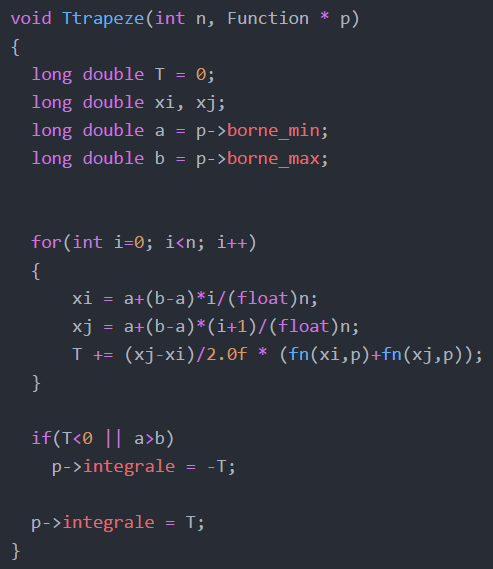 void Ttrapeze(int n, Function * p)
{
  long double T = 0;
  long double xi, xj;
  long double a = p->borne_min;
  long double b = p->borne_max;
  for(int i=0; i<n; i++)
  {
      xi = a+(b-a)*i/(float)n;
      xj = a+(b-a)*(i+1)/(float)n;
      T += (xj-xi)/2.0f * (fn(xi,p)+fn(xj,p));
  }
  if(T<0 || a>b)
    p->integrale = -T;
  p->integrale = T;
}